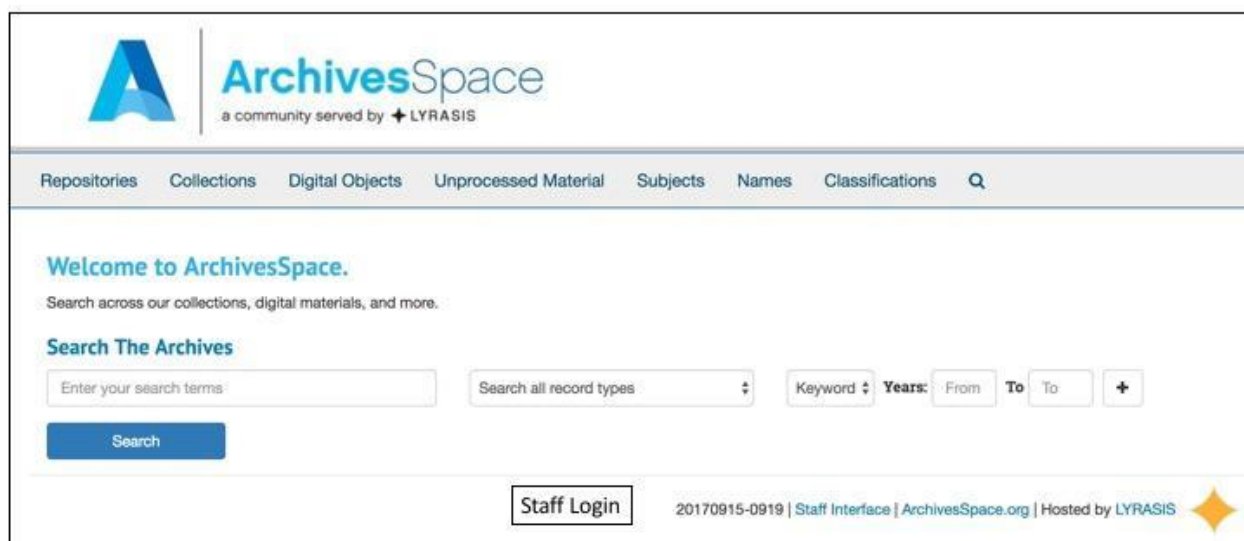 ArchivesSpace
a community served by LYRASIS
Repositories Collections Digital Objects Unprocessed Material Subjects Names Classifications
Welcome to ArchivesSpace.
Search across our collections, digital materials, and more.
Search The Archives
Enter your search terms Search all record types Keyword Years: From To To +
Search
Staff Login 20170915-0919 | Staff Interface | ArchivesSpace.org | Hosted by LYRASIS